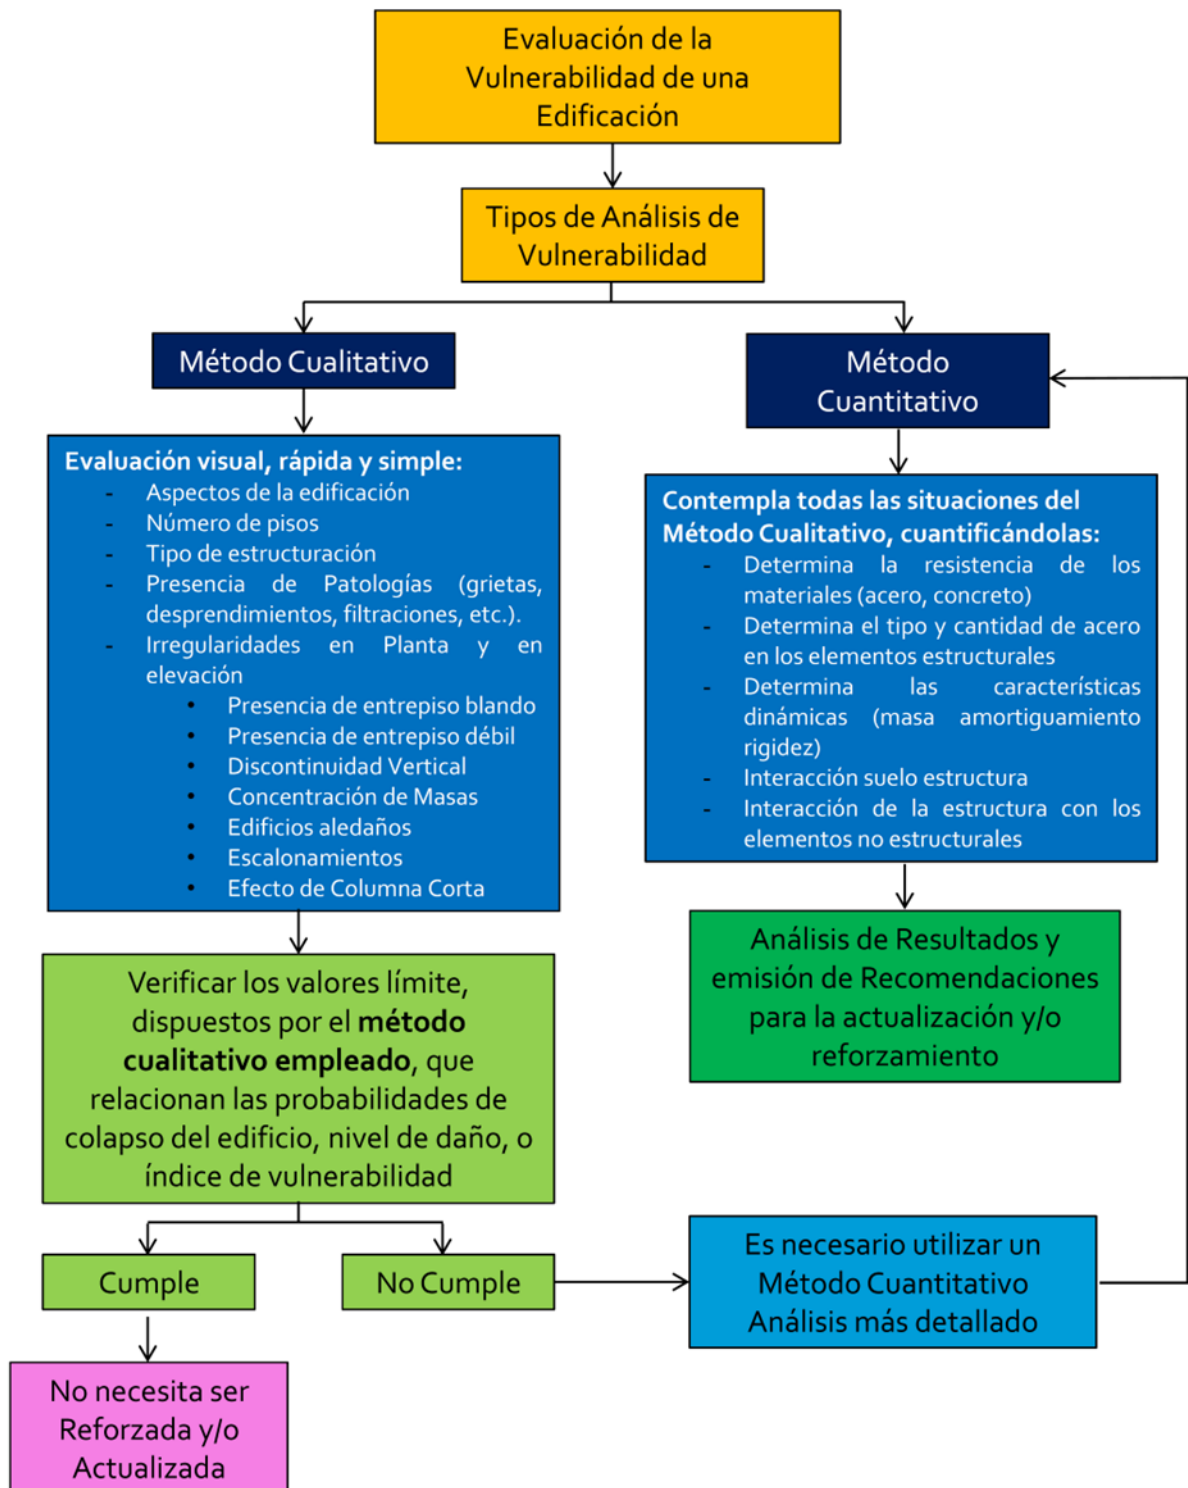 Evaluación de la
Vulnerabilidad de una
Edificación
Tipos de Análisis de
Vulnerabilidad
Método Cualitativo
Evaluación visual, rápida y simple:
- Aspectos de la edificación
- Número de pisos
- Tipo de estructuración
- Presencia de Patologías (grietas,
desprendimientos, filtraciones, etc.).
- Irregularidades en Planta y en
elevación
• Presencia de entrepiso blando
• Presencia de entrepiso débil
• Discontinuidad Vertical
• Concentración de Masas
• Edificios aledaños
• Escalonamientos
• Efecto de Columna Corta
Verificar los valores límite,
dispuestos por el método
cualitativo empleado, que
relacionan las probabilidades de
colapso del edificio, nivel de daño, o
índice de vulnerabilidad
Cumple
No Cumple
No necesita ser
Reforzada y/o
Actualizada
Es necesario utilizar un
Método Cuantitativo
Análisis más detallado
Método
Cuantitativo
Contempla todas las situaciones del
Método Cualitativo, cuantificándolas:
- Determina la resistencia de los
materiales (acero, concreto)
- Determina el tipo y cantidad de acero
en los elementos estructurales
- Determina las características
dinámicas (masa amortiguamiento
rigidez)
- Interacción suelo estructura
- Interacción de la estructura con los
elementos no estructurales
Análisis de Resultados y
emisión de Recomendaciones
para la actualización y/o
reforzamiento